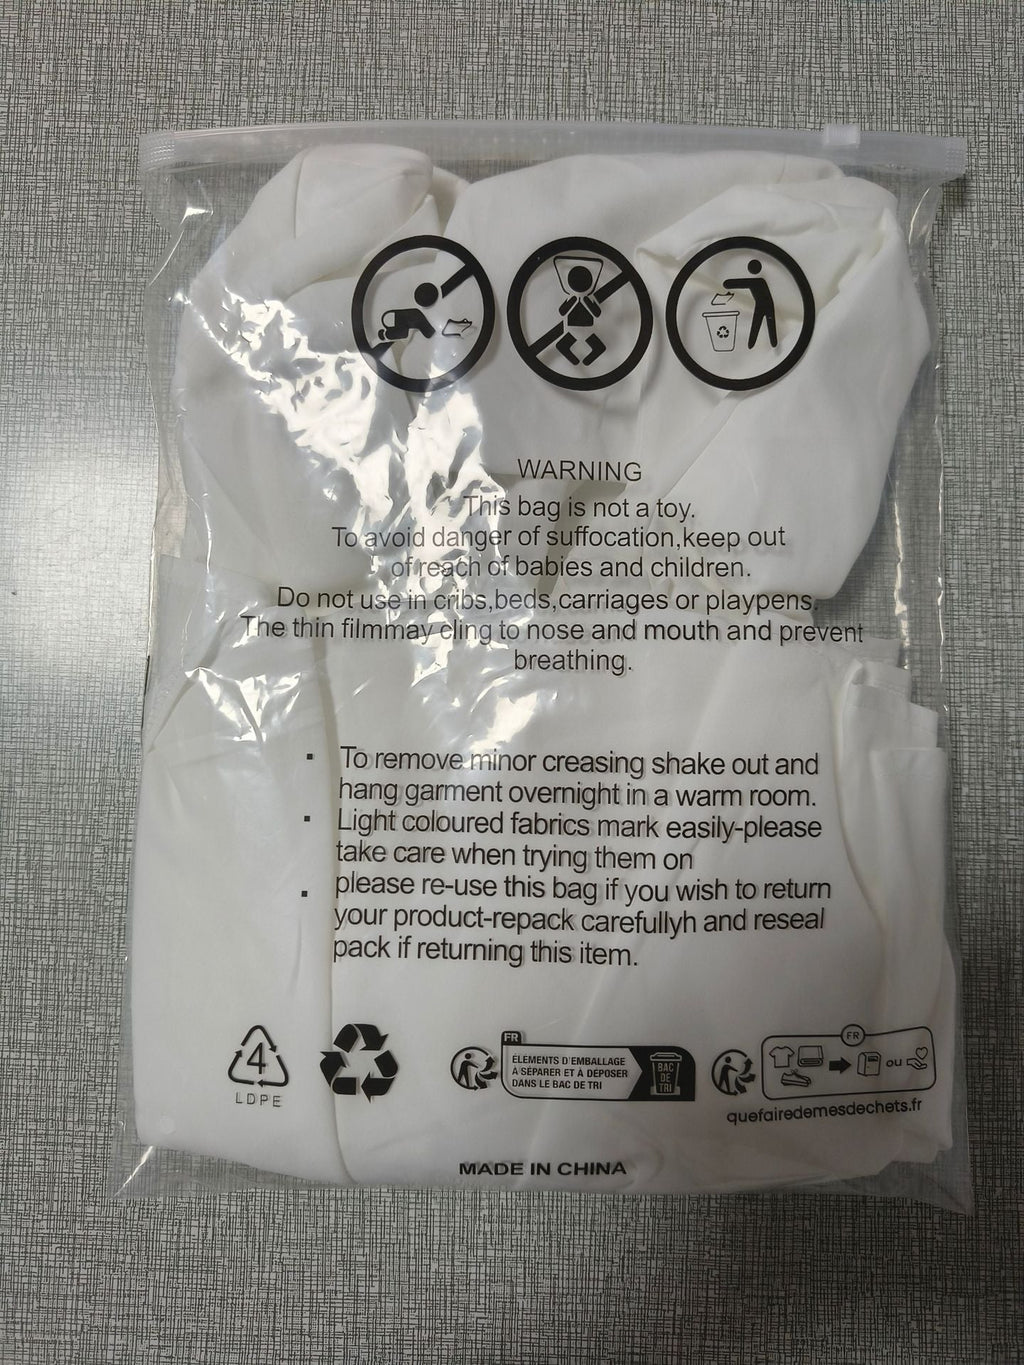 WARNING
This bag is not a toy.
To avoid danger of suffocation,keep out
of reach of babies and children.
Do not use in cribs,beds,carriages or playpens.
The thin filmmay cling to nose and mouth and prevent
breathing.
▪ To remove minor creasing shake out and
hang garment overnight in a warm room.
▪ Light coloured fabrics mark easily-please
take care when trying them on
▪ please re-use this bag if you wish to return
your product-repack carefullyh and reseal
pack if returning this item.
4
LDPE
FR
ÉLÉMENTS D'EMBALLAGE
À SÉPARER ET À DÉPOSER
DANS LE BAC DE TRI
BAC
DE
TRI
FR
ou
quefairedemesdechets.fr
MADE IN CHINA